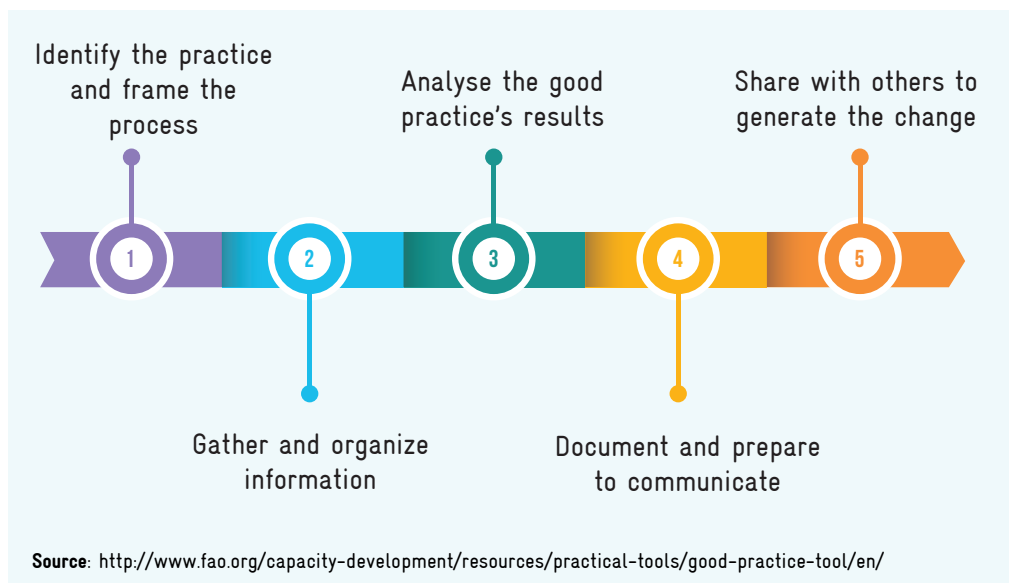 Identify the practice
and frame the
process
1
2
Gather and organize
information
Analyse the good
practice's results
3
4
Document and prepare
to communicate
Share with others to
generate the change
5
Source: http://www.fao.org/capacity-development/resources/practical-tools/good-practice-tool/en/